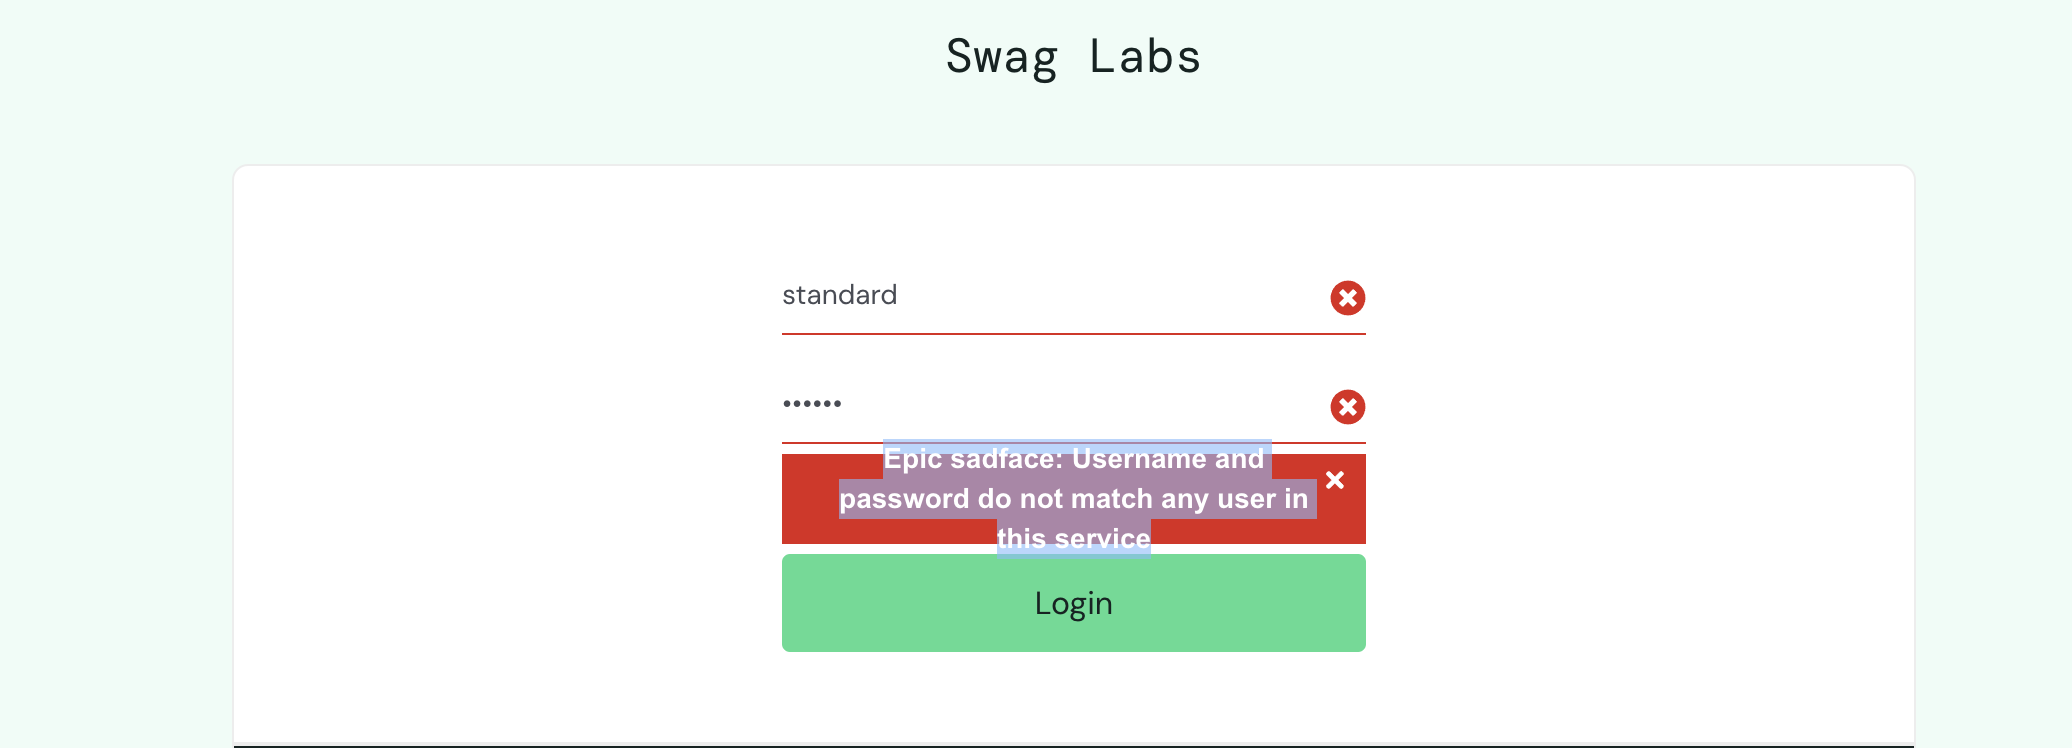 Swag Labs
standard
••••••
Epic sadface: Username and
password do not match any user in
this service
Login